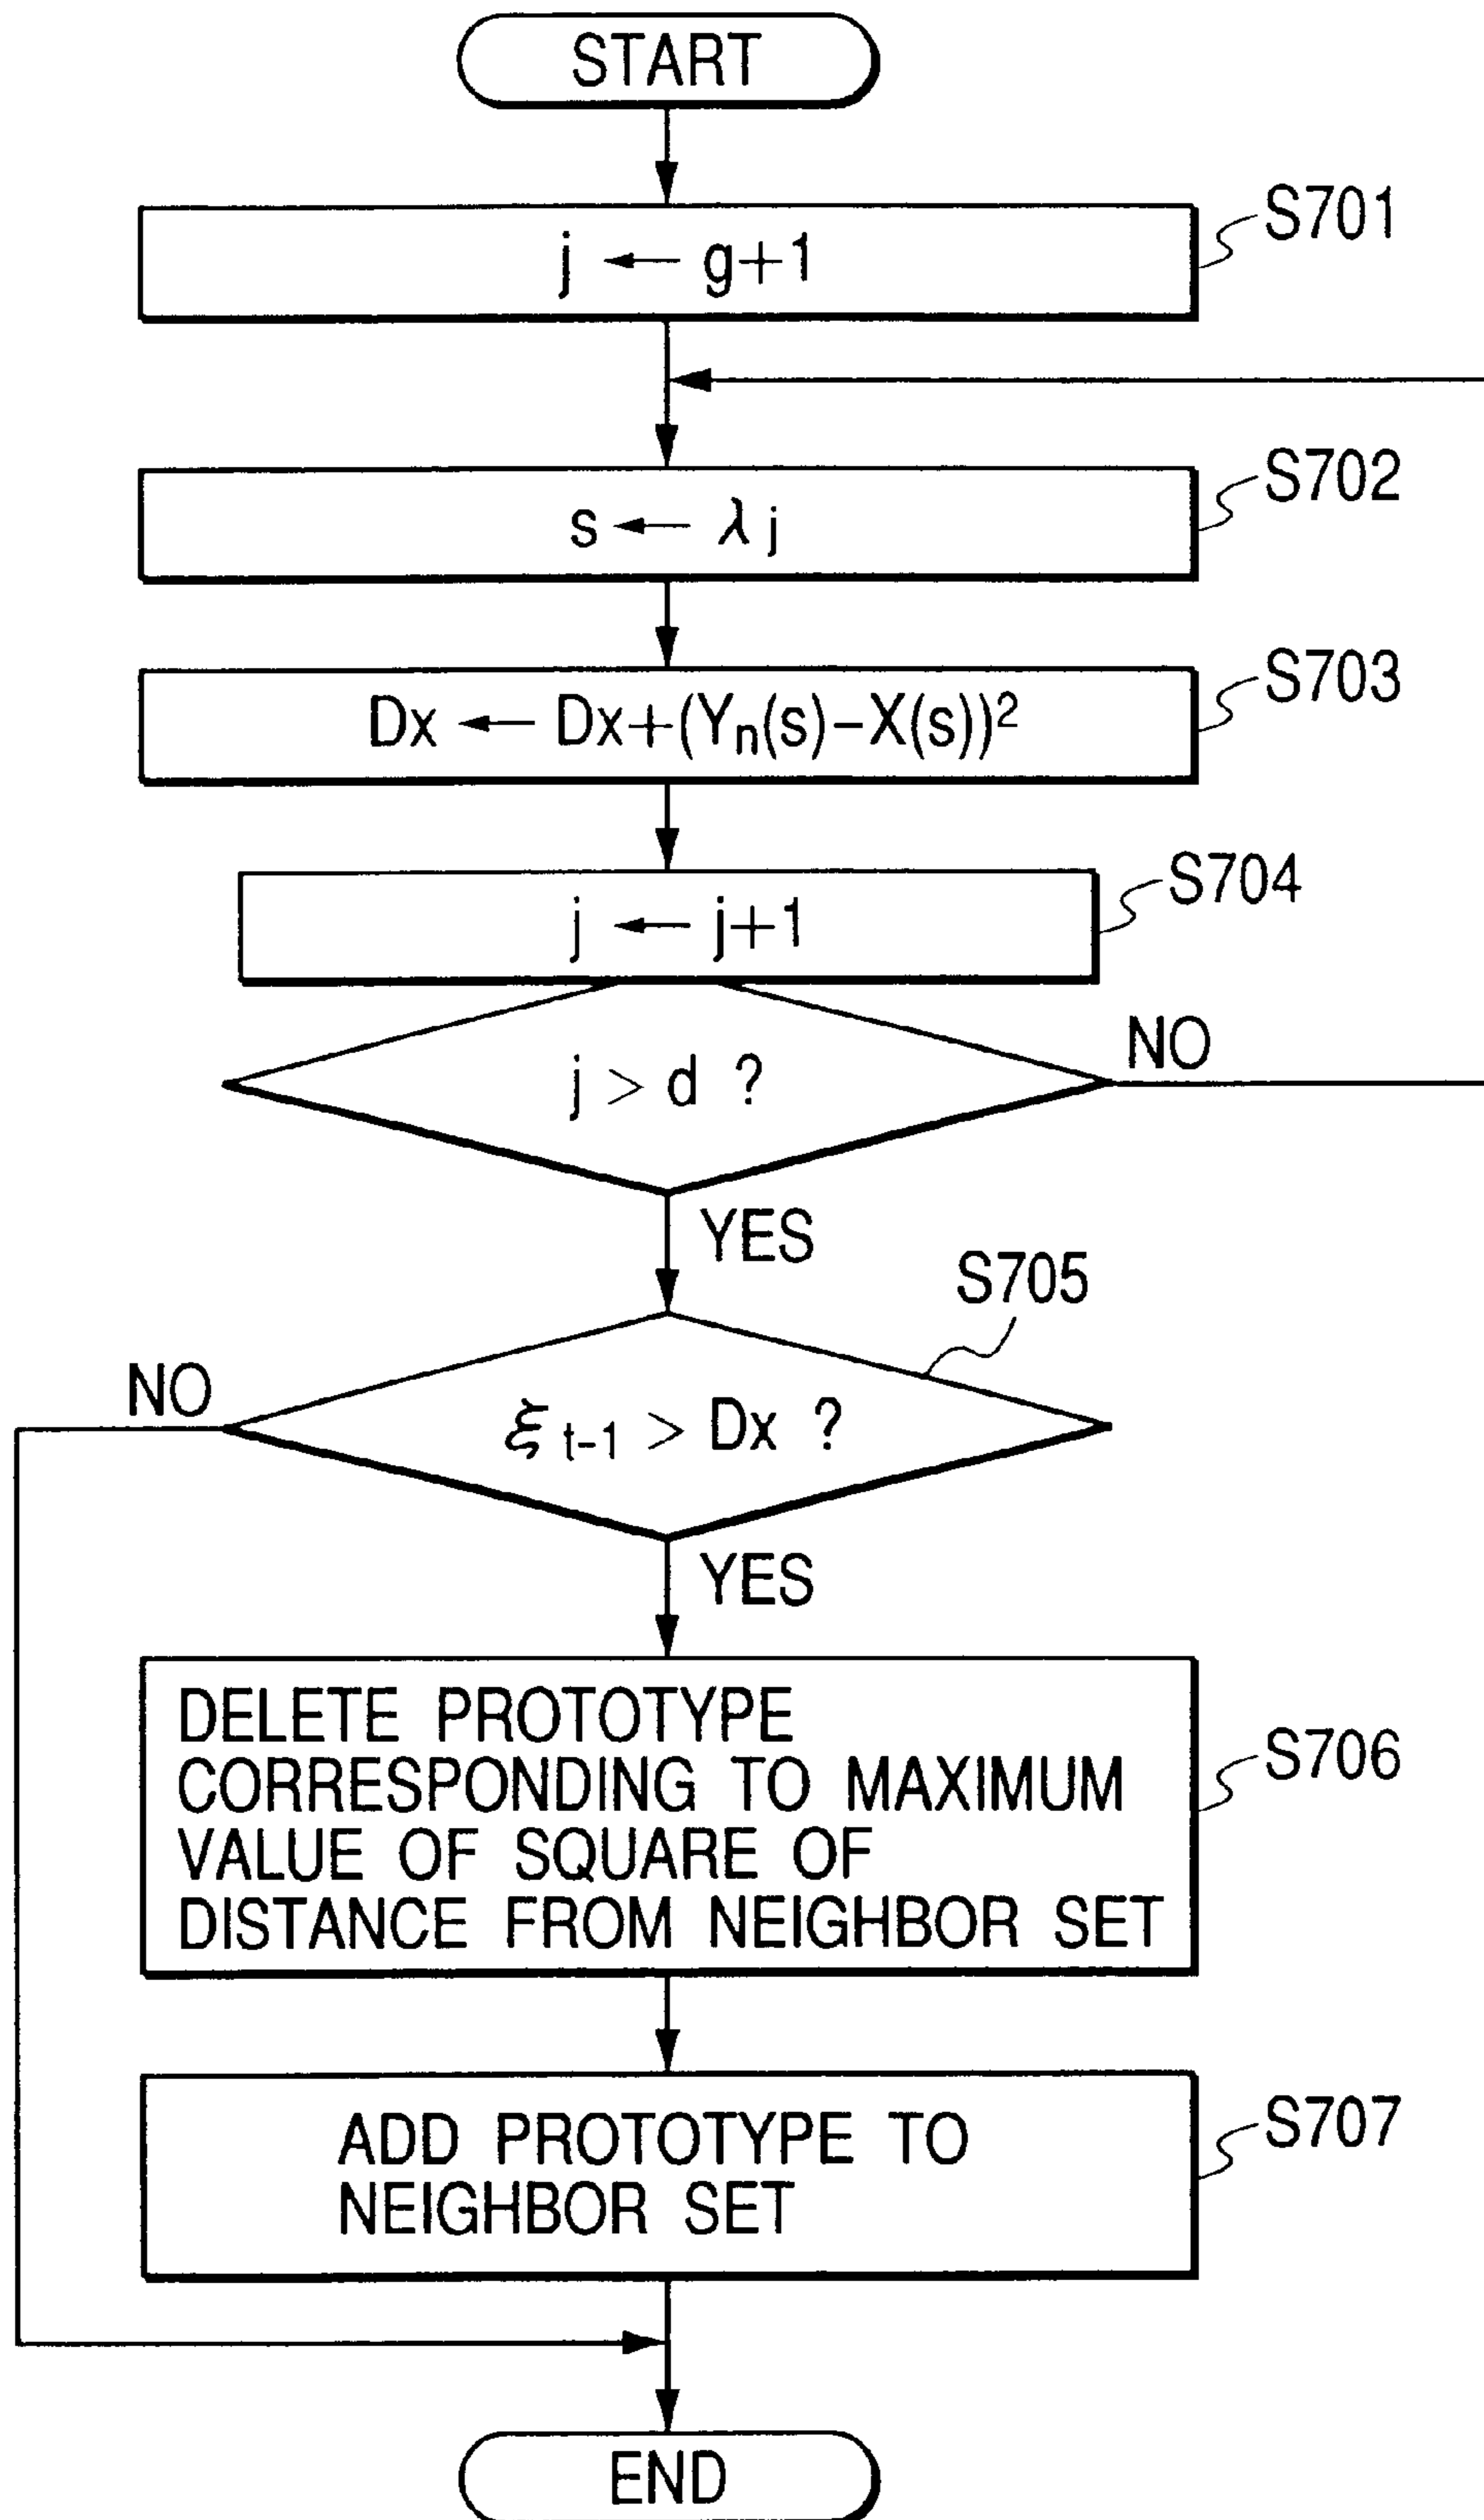 START
j ← g+1
S701
s ← λ j
S702
Dx ← Dx+(Yn(s)-X(s))²
S703
j ← j+1
S704
j > d ?
NO
YES
S705
NO
ξ t-1 > Dx ?
YES
DELETE PROTOTYPE
CORRESPONDING TO MAXIMUM
VALUE OF SQUARE OF
DISTANCE FROM NEIGHBOR SET
S706
ADD PROTOTYPE TO
NEIGHBOR SET
S707
END